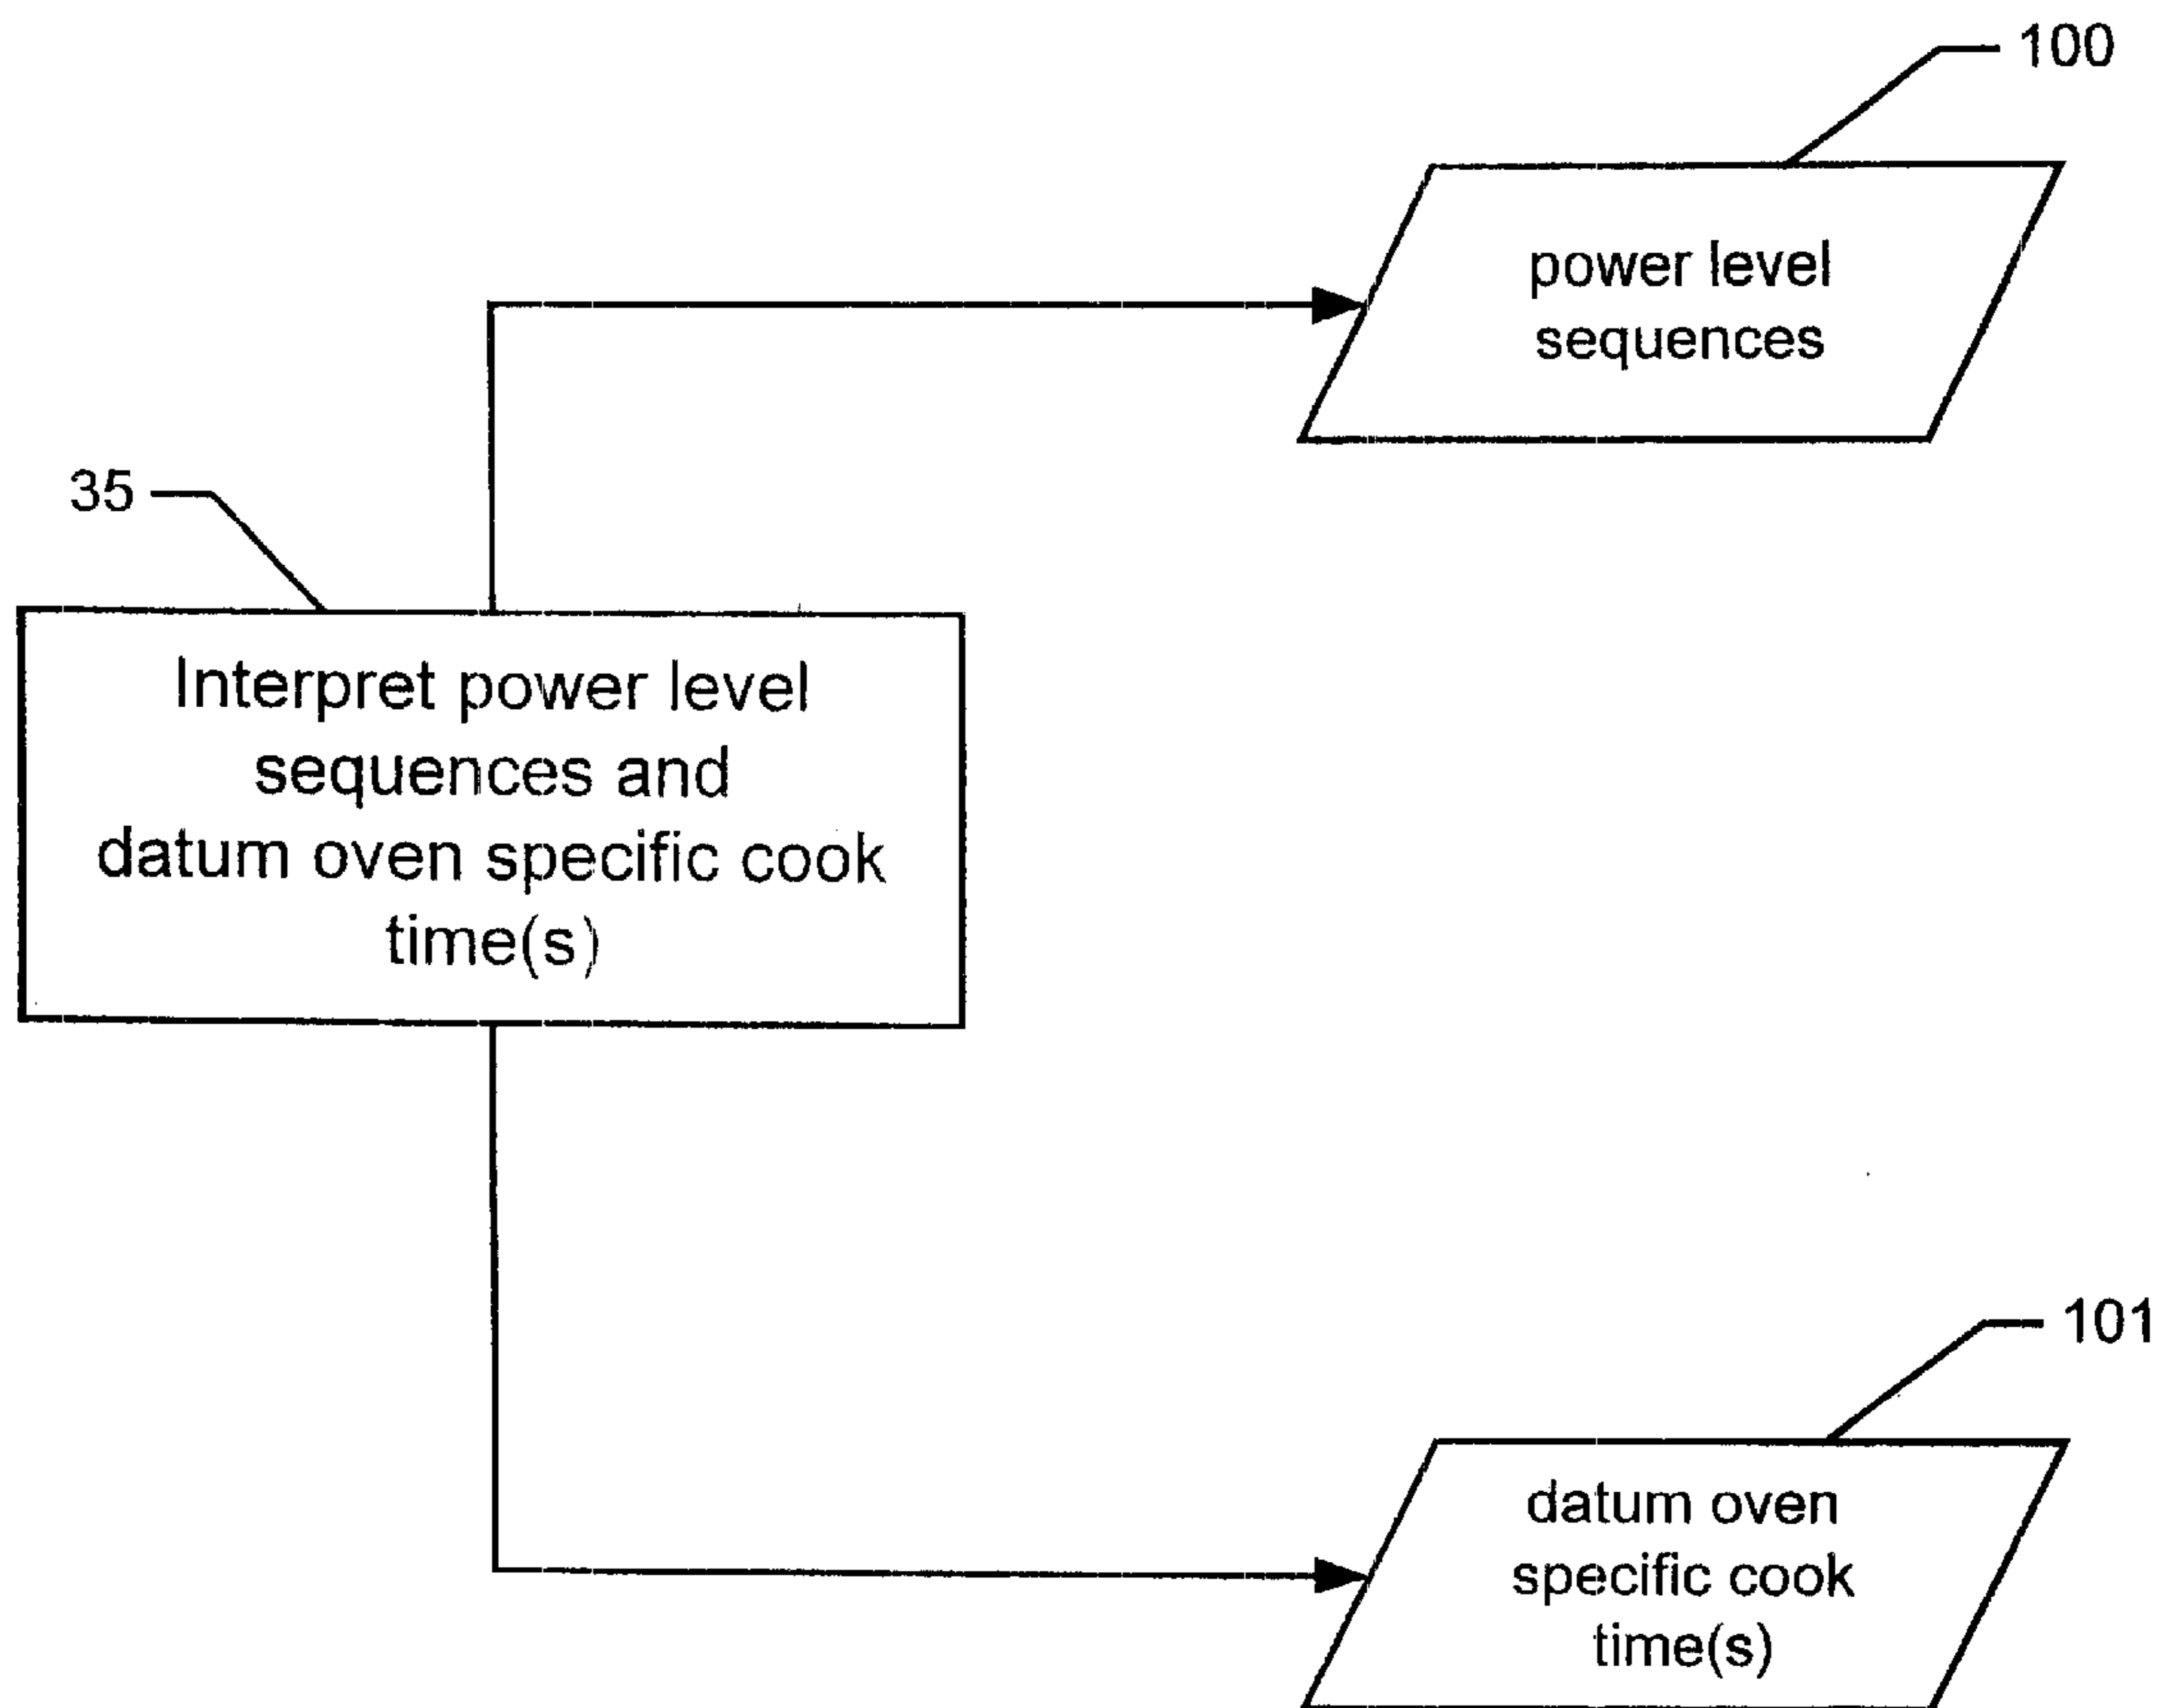 100
power level
sequences
35
Interpret power level
sequences and
datum oven specific cook
time(s)
101
datum oven
specific cook
time(s)